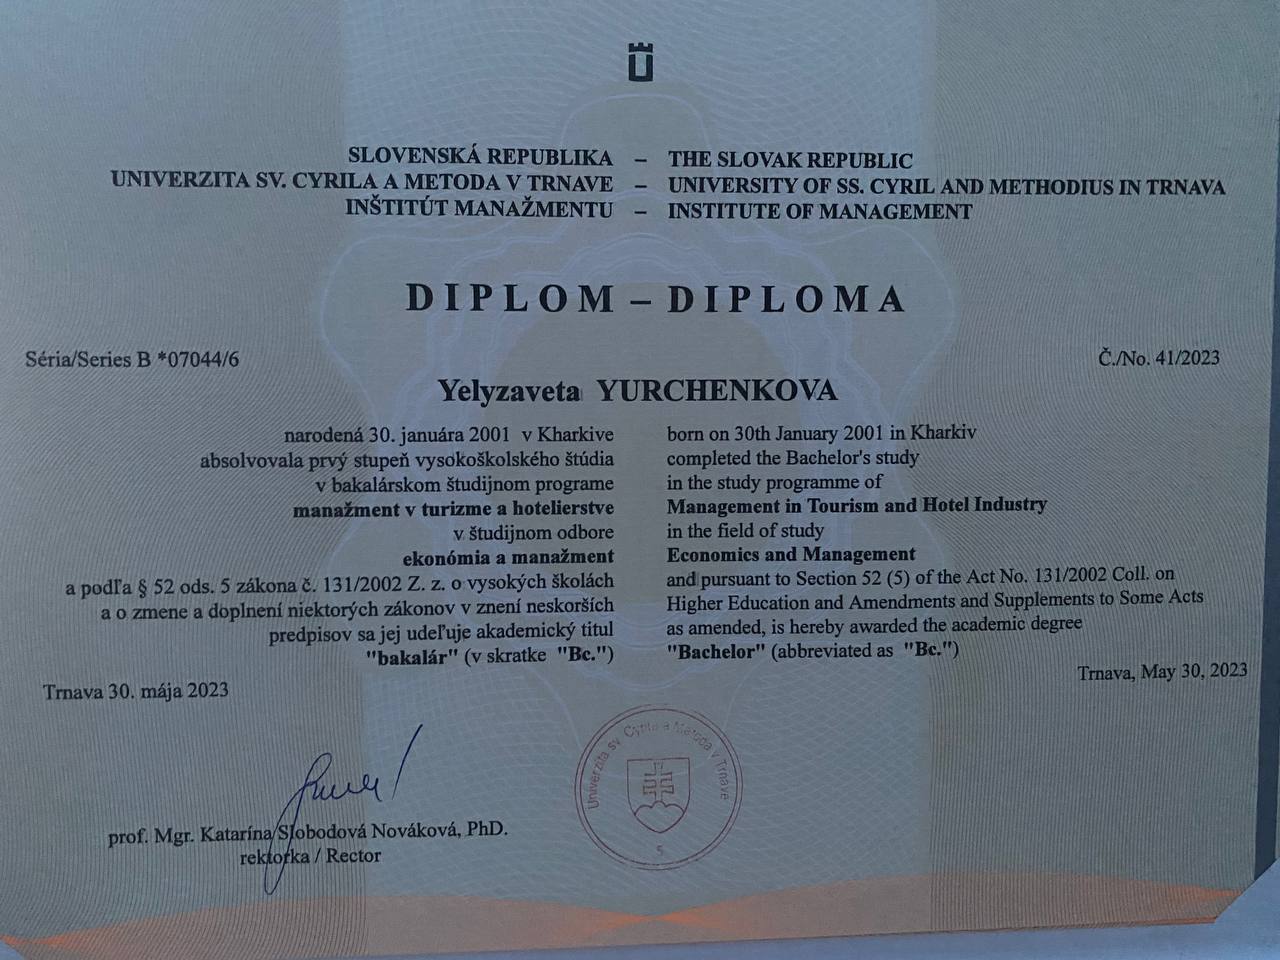 SLOVENSKÁ REPUBLIKA – THE SLOVAK REPUBLIC
UNIVERZITA SV. CYRILA A METODA V TRNAVE – UNIVERSITY OF SS. CYRIL AND METHODIUS IN TRNAVA
INŠTITÚT MANAŽMENTU – INSTITUTE OF MANAGEMENT
DIPLOM – DIPLOMA
Séria/Series B *07044/6 Č./No. 41/2023
Yelyzaveta YURCHENKOVA
narodená 30. januára 2001 v Kharkive
absolvovala prvý stupeň vysokoškolského štúdia
v bakalárskom študijnom programe
manažment v turizme a hotelierstve
v študijnom odbore
ekonómia a manažment
a podľa § 52 ods. 5 zákona č. 131/2002 Z. z. o vysokých školách
a o zmene a doplnení niektorých zákonov v znení neskorších
predpisov sa jej udeľuje akademický titul
"bakalár" (v skratke "Bc.")
Trnava 30. mája 2023
born on 30th January 2001 in Kharkiv
completed the Bachelor's study
in the study programme of
Management in Tourism and Hotel Industry
in the field of study
Economics and Management
and pursuant to Section 52 (5) of the Act No. 131/2002 Coll. on
Higher Education and Amendments and Supplements to Some Acts
as amended, is hereby awarded the academic degree
"Bachelor" (abbreviated as "Bc.")
Trnava, May 30, 2023
Univerzita sv. Cyrila a Metoda v Trnave
5
prof. Mgr. Katarína Slobodová Nováková, PhD.
rektorka / Rector